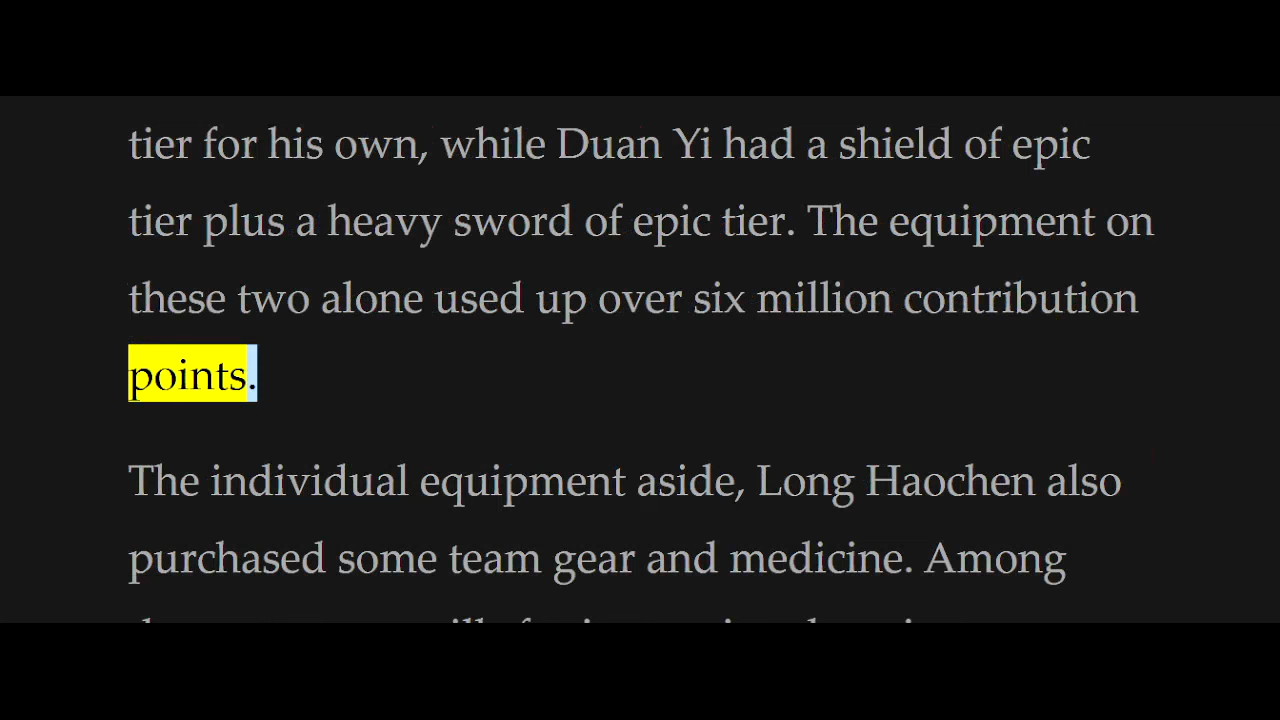 tier for his own, while Duan Yi had a shield of epic
tier plus a heavy sword of epic tier. The equipment on
these two alone used up over six million contribution
points.
The individual equipment aside, Long Haochen also
purchased some team gear and medicine. Among